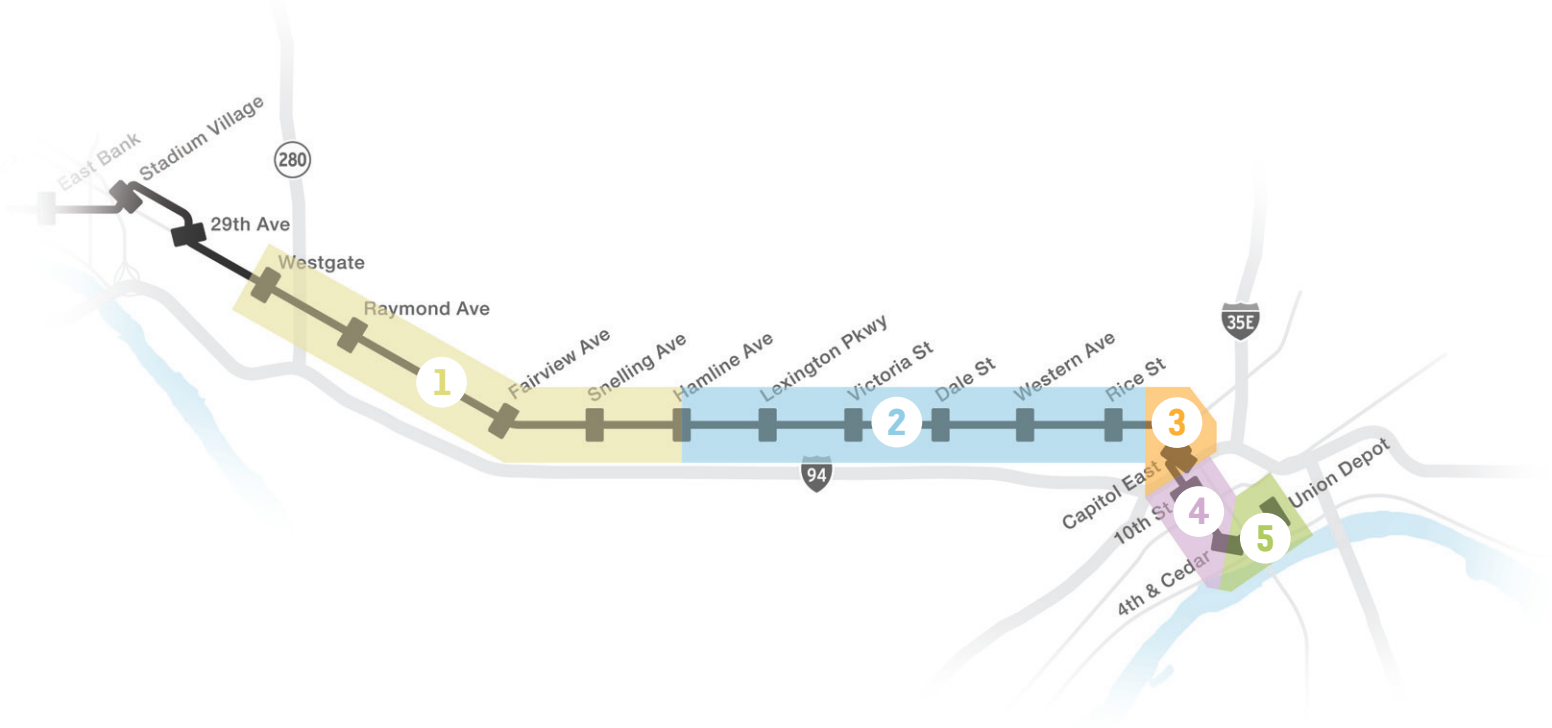 East Bank
Stadium Village
280
29th Ave
Westgate
Raymond Ave
1
Fairview Ave
Snelling Ave
Hamline Ave
Lexington Pkwy
Victoria St
2
Dale St
Western Ave
Rice St
3
35E
94
Capitol East
10th St
4
4th & Cedar
5
Union Depot